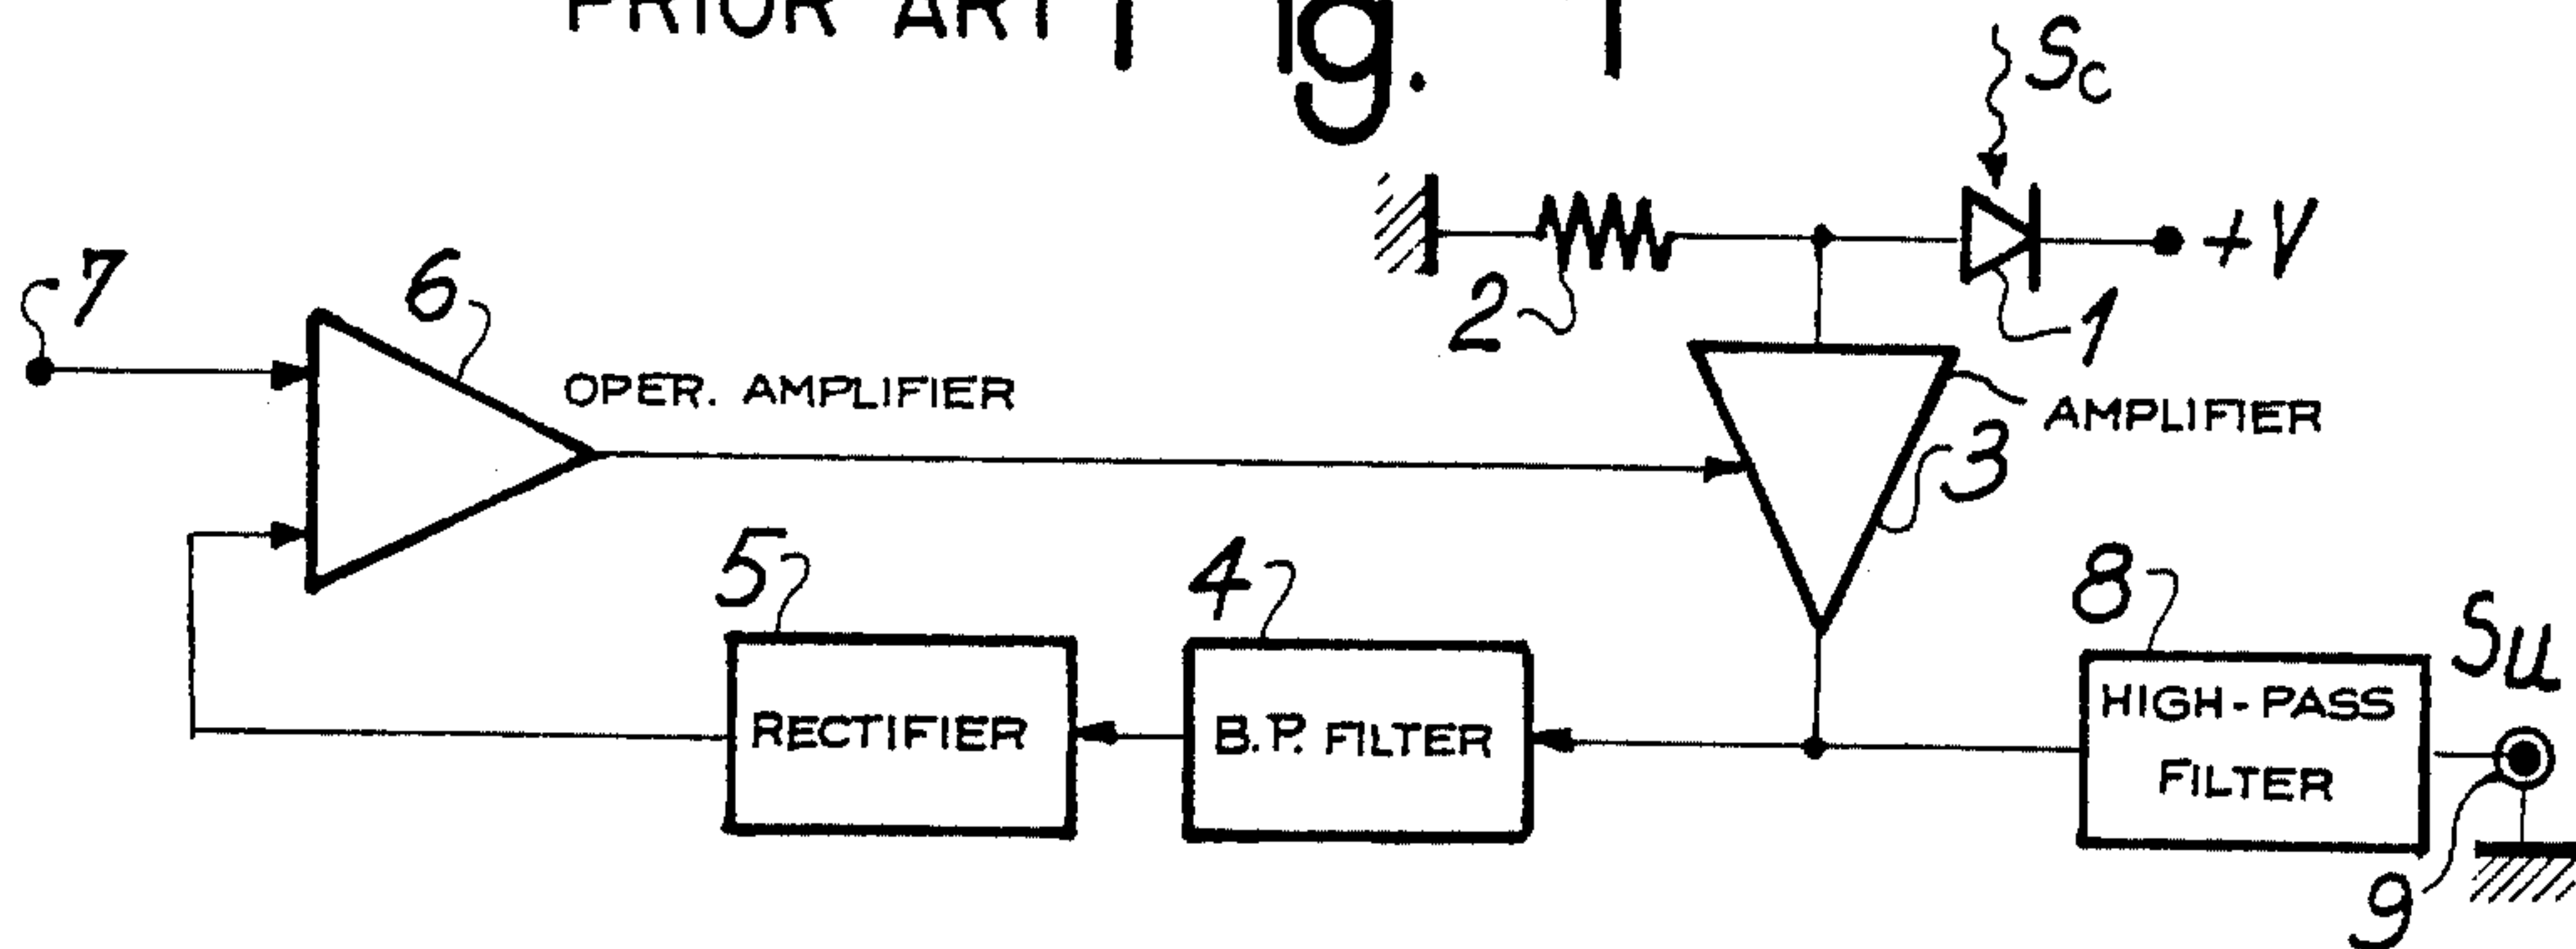 PRIOR ART Fig. 1
Sc
+V
7
6
2
1
OPER. AMPLIFIER
AMPLIFIER
3
5
4
8
Su
RECTIFIER
B.P. FILTER
HIGH-PASS
FILTER
9